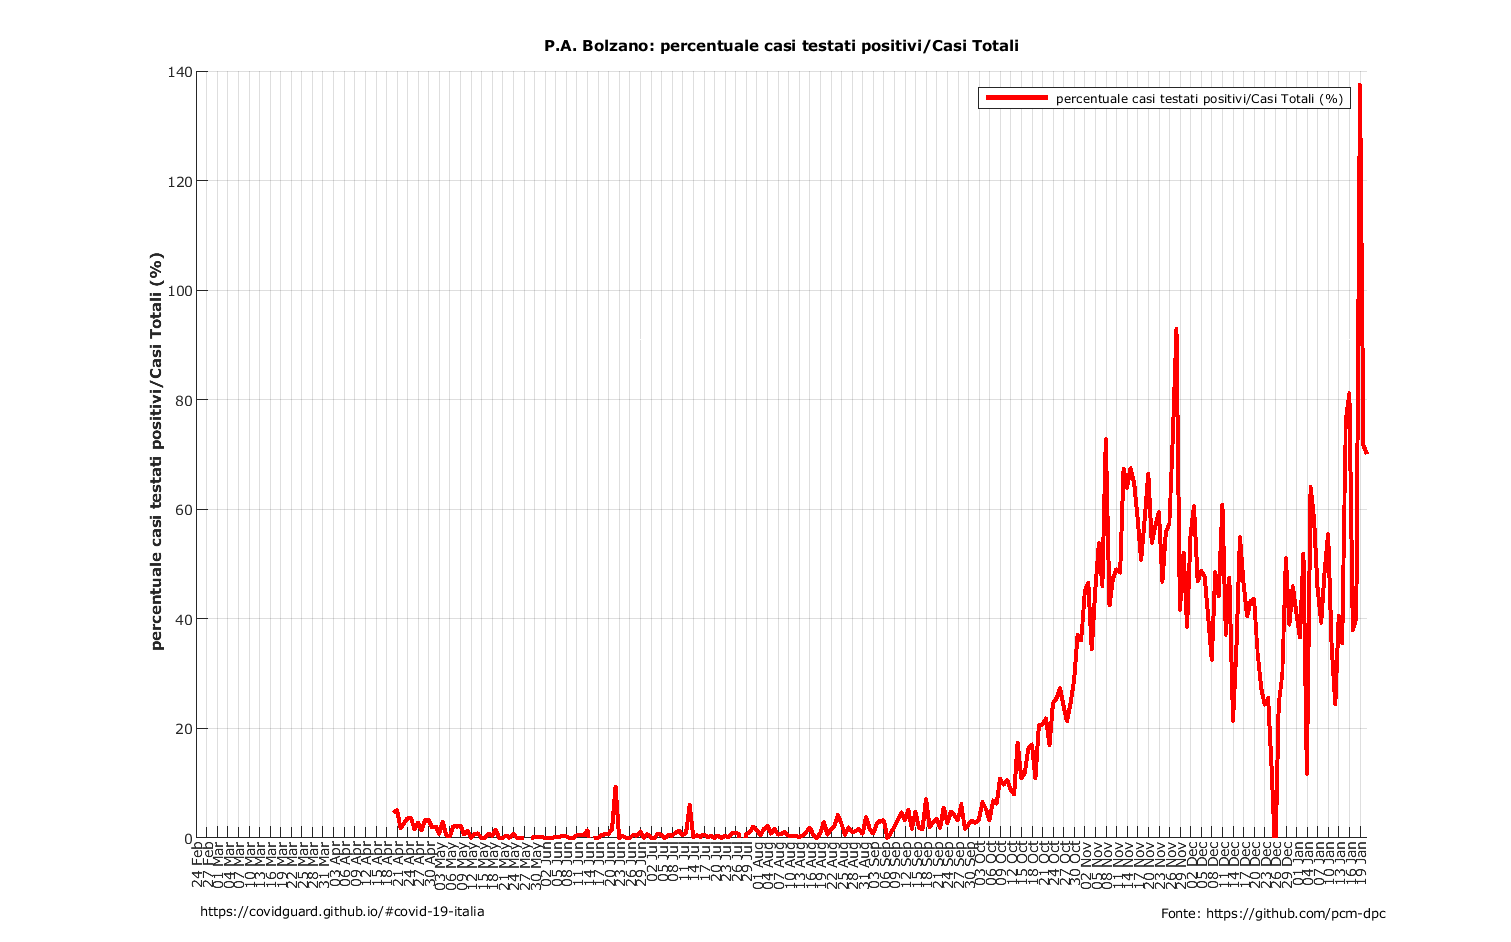 P.A. Bolzano: percentuale casi testati positivi/Casi Totali
percentuale casi testati positivi/Casi Totali (%)
percentuale casi testati positivi/Casi Totali (%)
140
120
100
80
60
40
20
0
24 Feb
27 Feb
01 Mar
04 Mar
07 Mar
10 Mar
13 Mar
16 Mar
19 Mar
22 Mar
25 Mar
28 Mar
31 Mar
03 Apr
06 Apr
09 Apr
12 Apr
15 Apr
18 Apr
21 Apr
24 Apr
27 Apr
30 Apr
03 May
06 May
09 May
12 May
15 May
18 May
21 May
24 May
27 May
30 May
02 Jun
05 Jun
08 Jun
11 Jun
14 Jun
17 Jun
20 Jun
23 Jun
26 Jun
29 Jun
02 Jul
05 Jul
08 Jul
11 Jul
14 Jul
17 Jul
20 Jul
23 Jul
26 Jul
29 Jul
01 Aug
04 Aug
07 Aug
10 Aug
13 Aug
16 Aug
19 Aug
22 Aug
25 Aug
28 Aug
31 Aug
03 Sep
06 Sep
09 Sep
12 Sep
15 Sep
18 Sep
21 Sep
24 Sep
27 Sep
30 Sep
03 Oct
06 Oct
09 Oct
12 Oct
15 Oct
18 Oct
21 Oct
24 Oct
27 Oct
30 Oct
02 Nov
05 Nov
08 Nov
11 Nov
14 Nov
17 Nov
20 Nov
23 Nov
26 Nov
29 Nov
02 Dec
05 Dec
08 Dec
11 Dec
14 Dec
17 Dec
20 Dec
23 Dec
26 Dec
29 Dec
01 Jan
04 Jan
07 Jan
10 Jan
13 Jan
16 Jan
19 Jan
https://covidguard.github.io/#covid-19-italia
Fonte: https://github.com/pcm-dpc